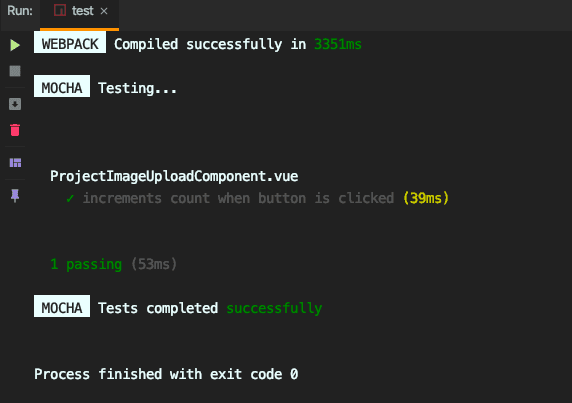 Run: test ×
WEBPACK Compiled successfully in 3351ms
MOCHA Testing...
ProjectImageUploadComponent.vue
✓ increments count when button is clicked (39ms)
1 passing (53ms)
MOCHA Tests completed successfully
Process finished with exit code 0